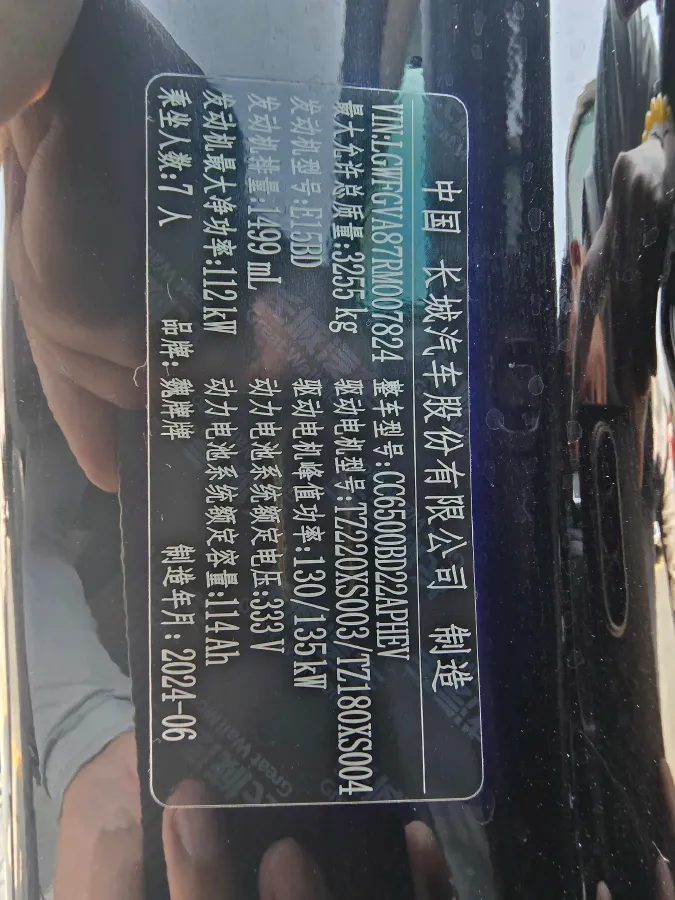 中国 长城汽车股份有限公司 制造
VIN:LGWFGVA87RM007824 整车型号:CC6500BD22APHEV
最大允许总质量:3255 kg 驱动电机型号:TZ220XS003/TZ180XS004
发动机型号:E15BD 驱动电机峰值功率:130/135kW
发动机排量:1499 mL 动力电池系统额定电压:333 V
发动机最大净功率:112kW 动力电池系统额定容量:114 Ah
乘坐人数:7 人 品牌:魏牌牌 制造年月:2024-06